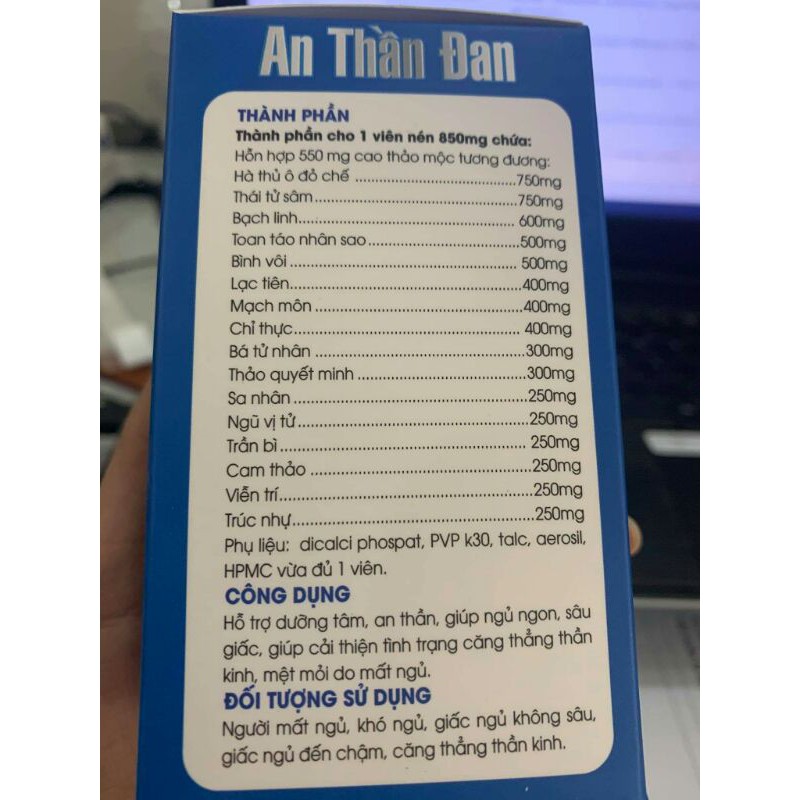 An Thần Đan
THÀNH PHẦN
Thành phần cho 1 viên nén 850mg chứa:
Hỗn hợp 550 mg cao thảo mộc tương đương:
Hà thủ ô đỏ chế ........................750mg
Thái tử sâm..............................750mg
Bạch linh................................ 600mg
Toan táo nhân sao......................500mg
Bình vôi ................................. 500mg
Lạc tiên..................................400mg
Mạch môn ..............................400mg
Chỉ thực................................. 400mg
Bá tử nhân ..............................300mg
Thảo quyết minh ......................300mg
Sa nhân .................................250mg
Ngũ vị tử.................................250mg
Trần bì ................................... 250mg
Cam thảo ...............................250mg
Viễn trí...................................250mg
Trúc nhự.................................250mg
Phụ liệu: dicalci phospat, PVP k30, talc, aerosil,
HPMC vừa đủ 1 viên.
CÔNG DỤNG
Hỗ trợ dưỡng tâm, an thần, giúp ngủ ngon, sâu
giấc, giúp cải thiện tình trạng căng thẳng thần
kinh, mệt mỏi do mất ngủ.
ĐỐI TƯỢNG SỬ DỤNG
Người mất ngủ, khó ngủ, giấc ngủ không sâu,
giấc ngủ đến chậm, căng thẳng thần kinh.